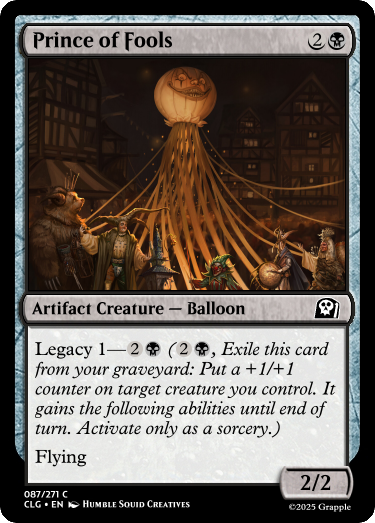 Prince of Fools 2
Artifact Creature — Balloon
Legacy 1—2 (2, Exile this card
from your graveyard: Put a +1/+1
counter on target creature you control. It
gains the following abilities until end of
turn. Activate only as a sorcery.)
Flying
2/2
087/271 C
CLG • EN Humble Squid Creatives
©2025 Grapple